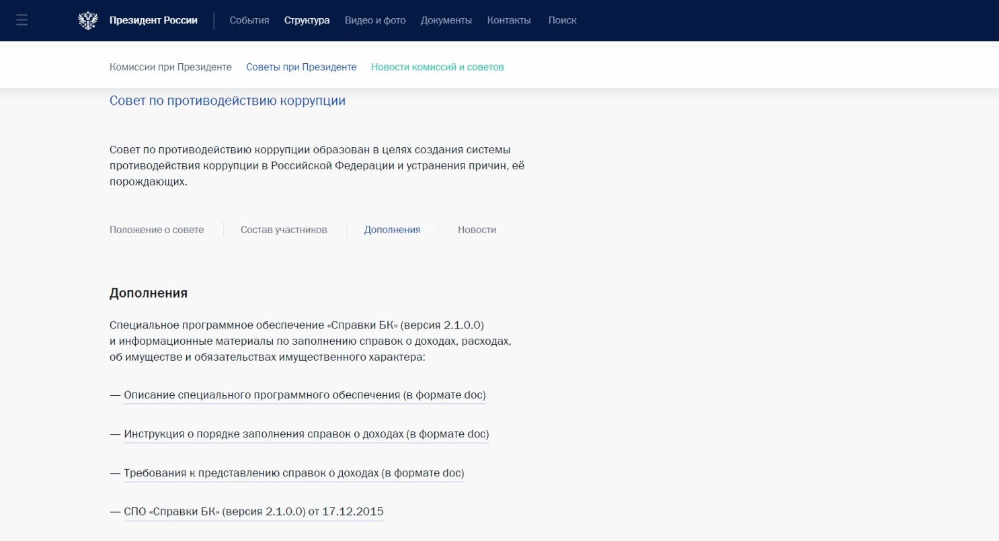 Президент России
События
Структура
Видео и фото
Документы
Контакты
Поиск
Комиссии при Президенте
Советы при Президенте
Новости комиссий и советов
Совет по противодействию коррупции
Совет по противодействию коррупции образован в целях создания системы
противодействия коррупции в Российской Федерации и устранения причин, её
порождающих.
Положение о совете
Состав участников
Дополнения
Новости
Дополнения
Специальное программное обеспечение «Справки БК» (версия 2.1.0.0)
и информационные материалы по заполнению справок о доходах, расходах,
об имуществе и обязательствах имущественного характера:
— Описание специального программного обеспечения (в формате doc)
— Инструкция о порядке заполнения справок о доходах (в формате doc)
— Требования к представлению справок о доходах (в формате doc)
— СПО «Справки БК» (версия 2.1.0.0) от 17.12.2015